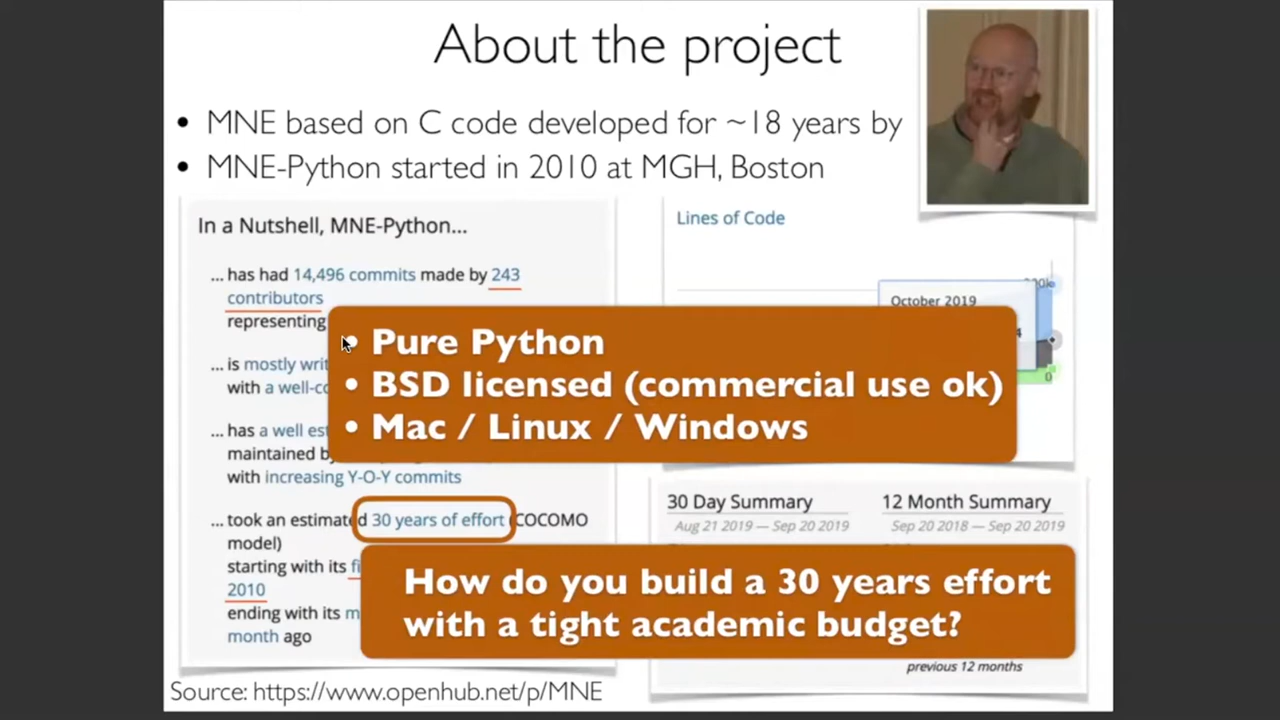 About the project
• MNE based on C code developed for ~18 years by
• MNE-Python started in 2010 at MGH, Boston
In a Nutshell, MNE-Python...
... has had 14,496 commits made by 243
contributors
representing
... is mostly
with a
... has a well
maintained
with increasing Y-O-Y commits
... took an estimated 30 years of effort (COCOMO
model)
starting with its
2010
ending with its
month ago
Lines of Code
October 2019
0
• Pure Python
• BSD licensed (commercial use ok)
• Mac / Linux / Windows
30 Day Summary
Aug 21 2019 — Sep 20 2019
12 Month Summary
Sep 20 2018 — Sep 20 2019
How do you build a 30 years effort
with a tight academic budget?
previous 12 months
Source: https://www.openhub.net/p/MNE